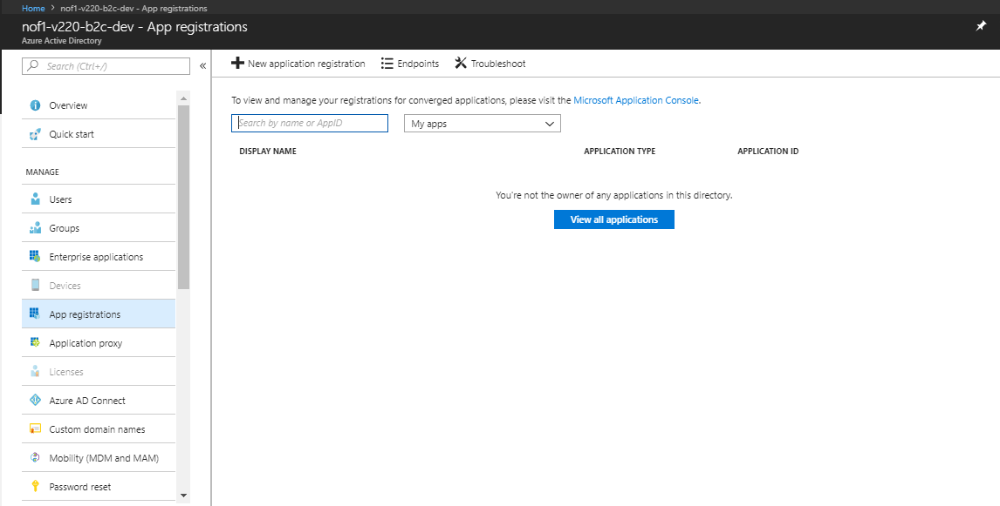 Home > nof1-v220-b2c-dev - App registrations
nof1-v220-b2c-dev - App registrations
Azure Active Directory
Search (Ctrl+/)
«
Overview
Quick start
MANAGE
Users
Groups
Enterprise applications
Devices
App registrations
Application proxy
Licenses
Azure AD Connect
Custom domain names
Mobility (MDM and MAM)
Password reset
New application registration Endpoints Troubleshoot
To view and manage your registrations for converged applications, please visit the Microsoft Application Console.
Search by name or AppID My apps
DISPLAY NAME APPLICATION TYPE APPLICATION ID
You're not the owner of any applications in this directory.
View all applications